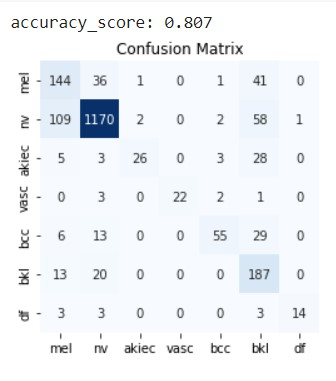 accuracy_score: 0.807
Confusion Matrix
mel 144 36 1 0 1 41 0
nv 109 1170 2 0 2 58 1
akiec 5 3 26 0 3 28 0
vasc 0 3 0 22 2 1 0
bcc 6 13 0 0 55 29 0
bkl 13 20 0 0 0 187 0
df 3 3 0 0 0 3 14
mel nv akiec vasc bcc bkl df